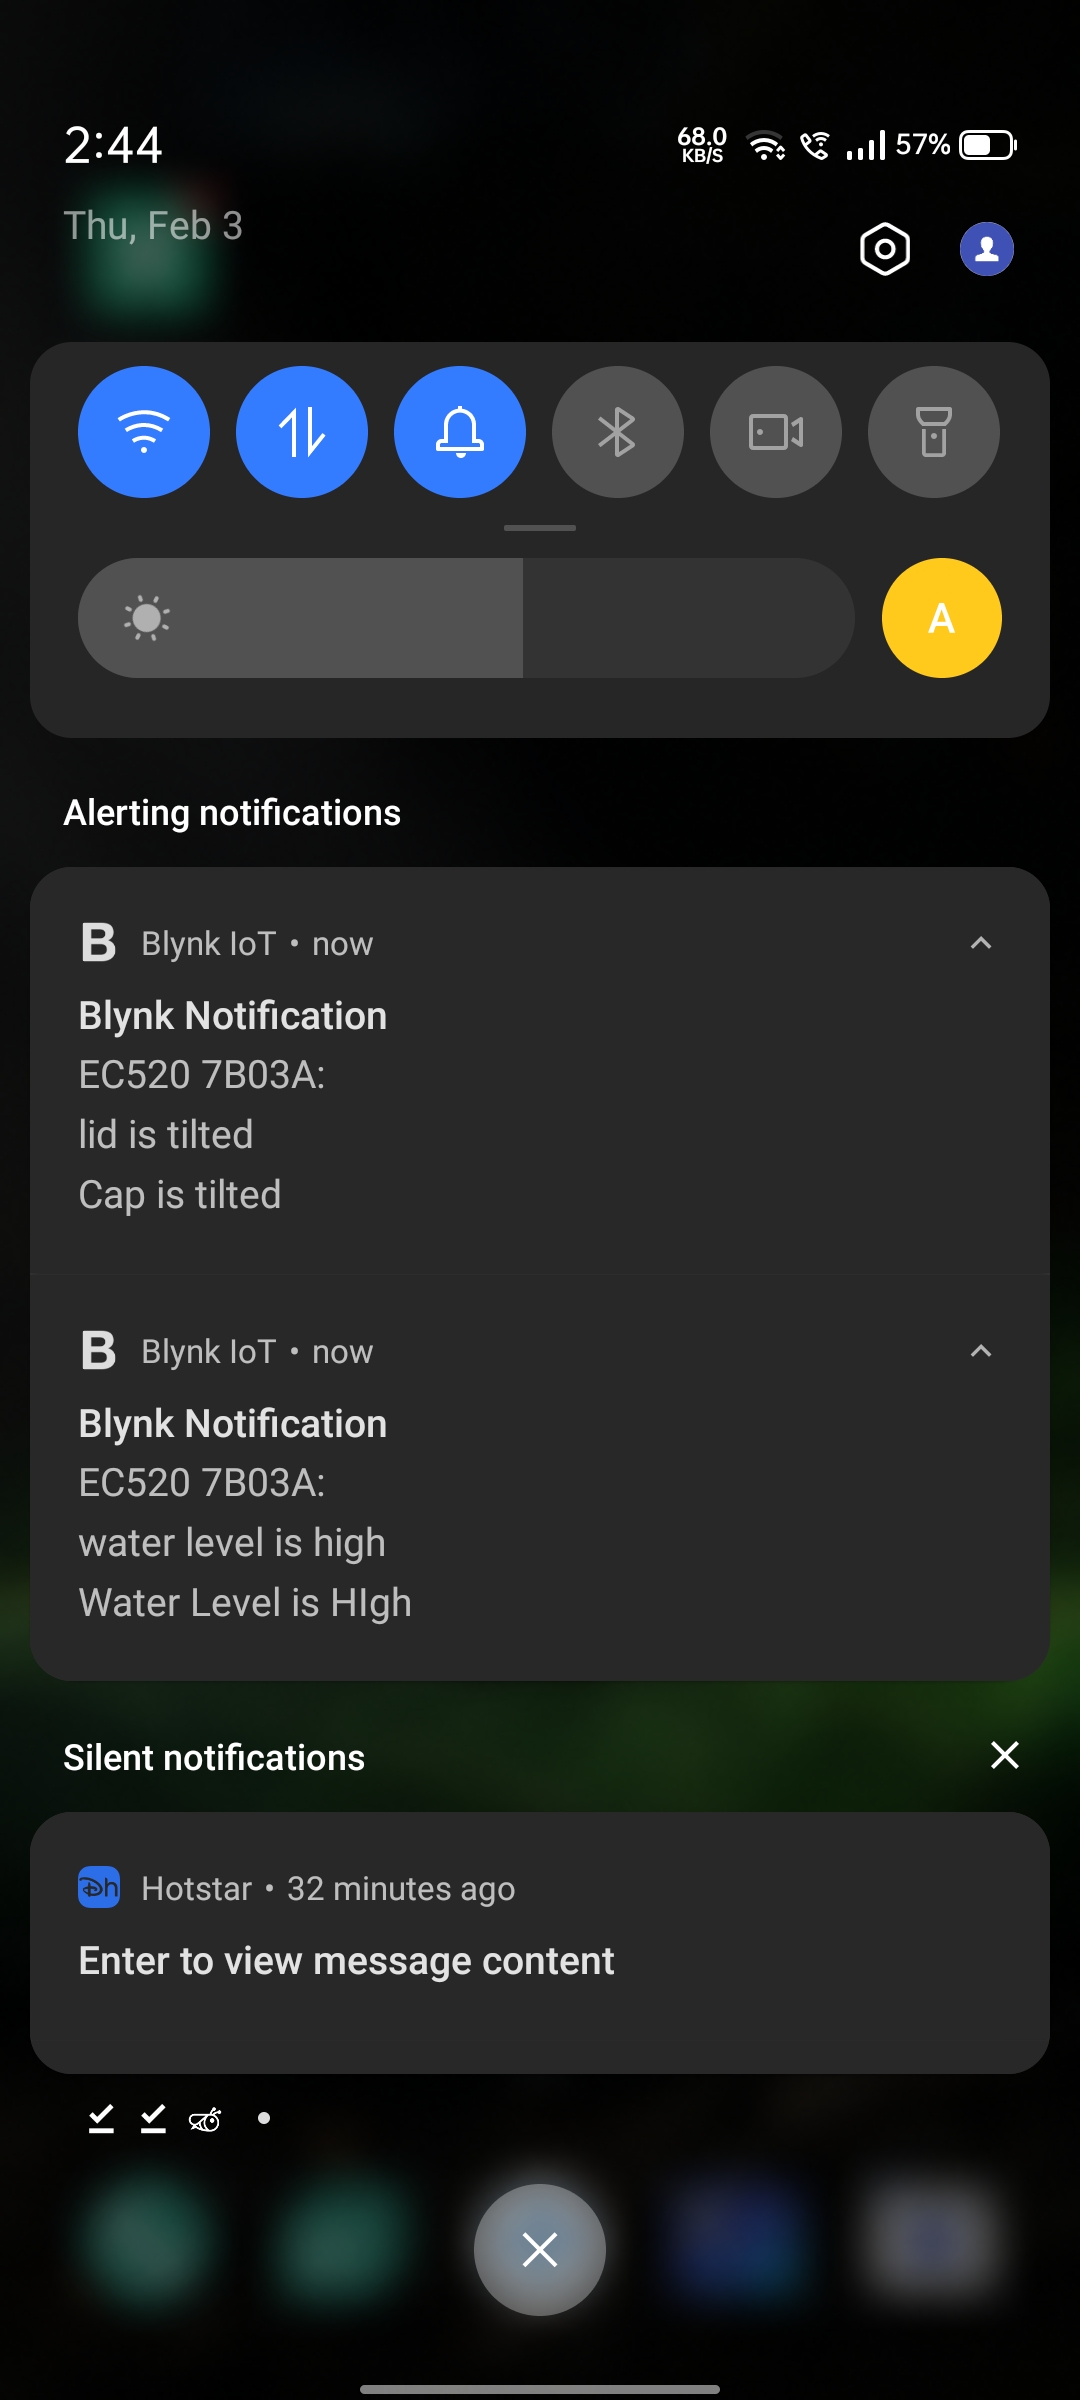 2:44
68.0
KB/S
57%
Thu, Feb 3
A
Alerting notifications
B Blynk IoT • now
Blynk Notification
EC520 7B03A:
lid is tilted
Cap is tilted
B Blynk IoT • now
Blynk Notification
EC520 7B03A:
water level is high
Water Level is HIgh
Silent notifications
Dh Hotstar • 32 minutes ago
Enter to view message content